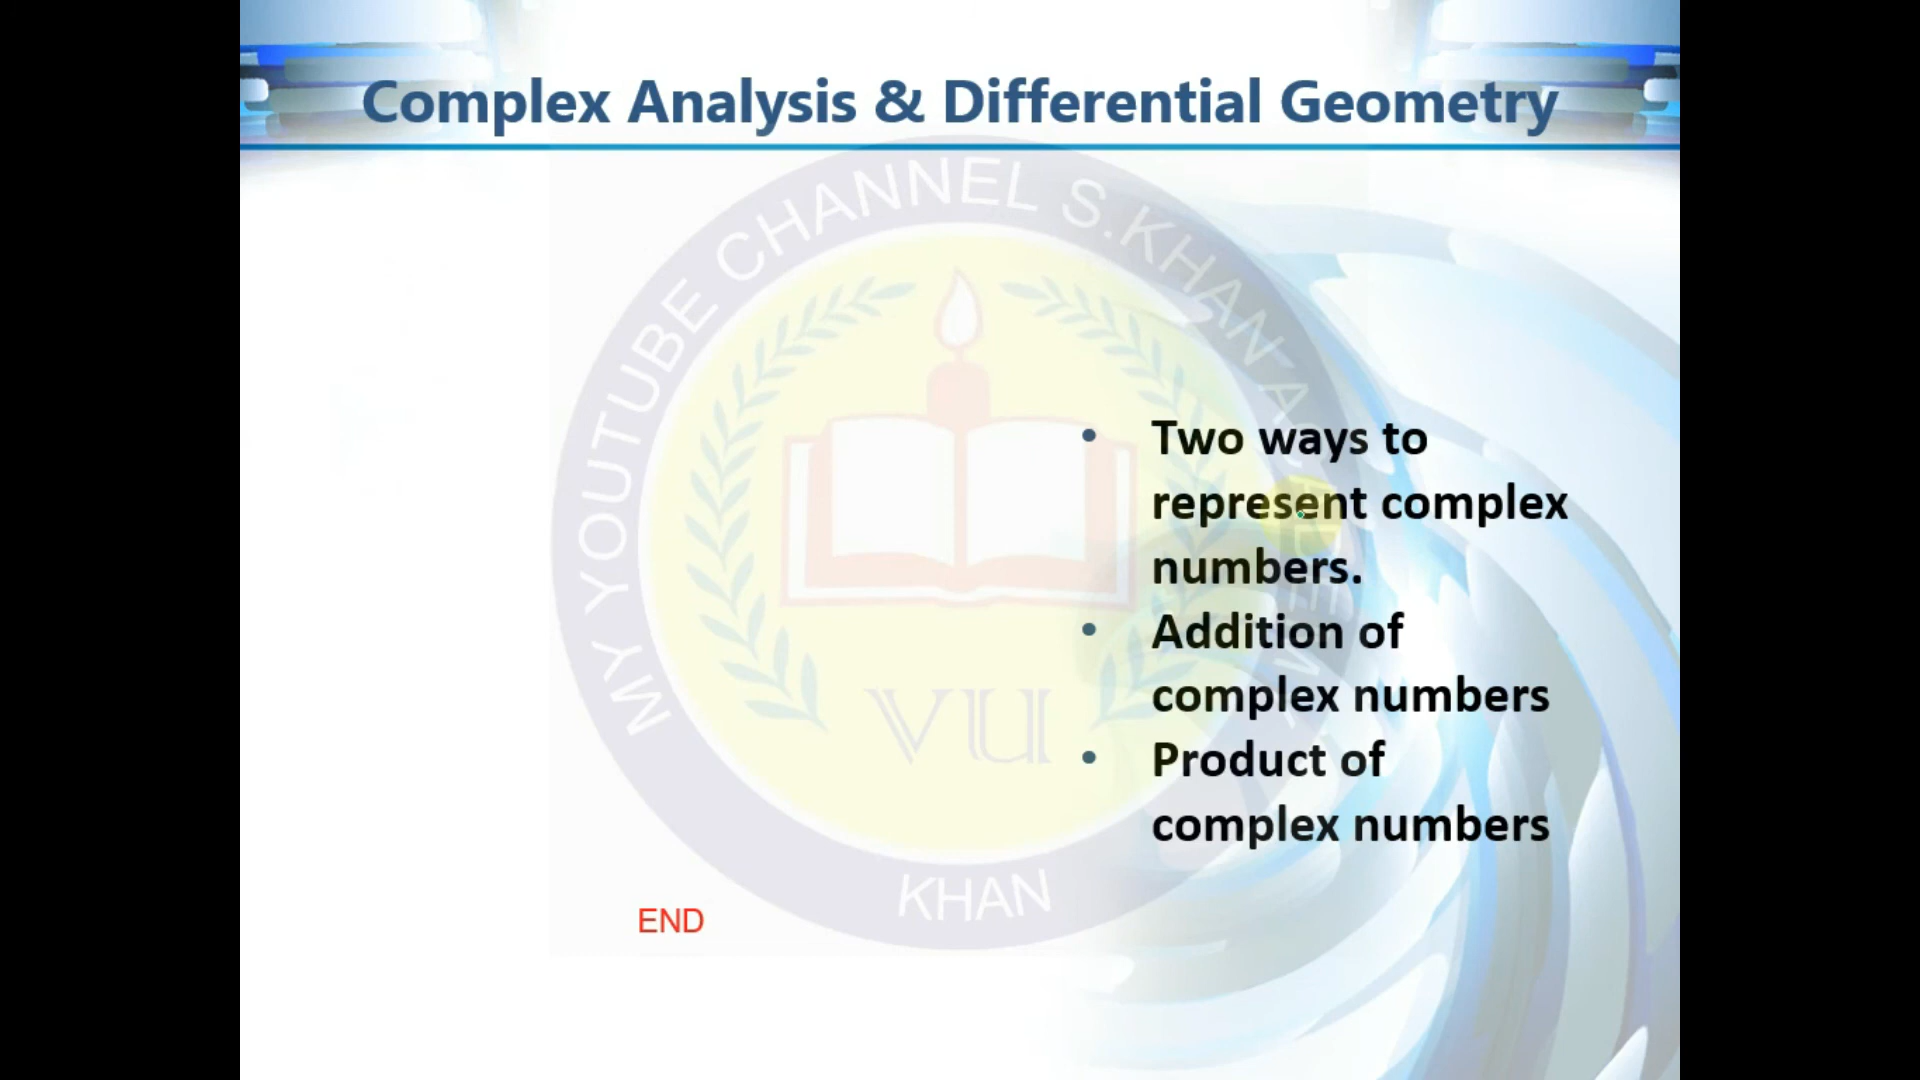 Complex Analysis & Differential Geometry
MY YOUTUBE CHANNEL S.KHAN
• Two ways to
represent complex
numbers.
• Addition of
complex numbers
• Product of
complex numbers
VU
KHAN
END